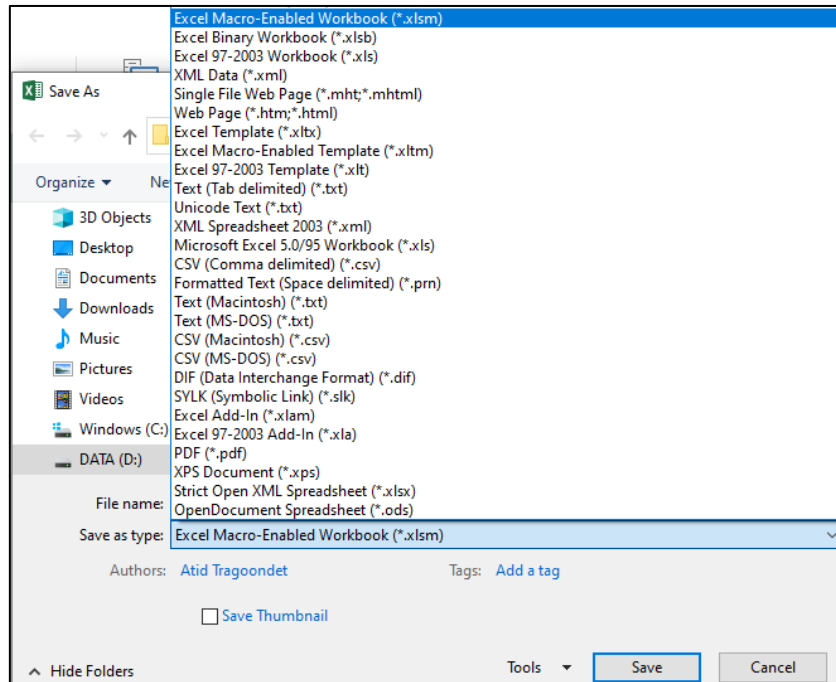 Excel Macro-Enabled Workbook (*.xlsm)
Excel Binary Workbook (*.xlsb)
Excel 97-2003 Workbook (*.xls)
XML Data (*.xml)
Single File Web Page (*.mht;*.mhtml)
Web Page (*.htm;*.html)
Excel Template (*.xltx)
Excel Macro-Enabled Template (*.xltm)
Excel 97-2003 Template (*.xlt)
Text (Tab delimited) (*.txt)
Unicode Text (*.txt)
XML Spreadsheet 2003 (*.xml)
Microsoft Excel 5.0/95 Workbook (*.xls)
CSV (Comma delimited) (*.csv)
Formatted Text (Space delimited) (*.prn)
Text (Macintosh) (*.txt)
Text (MS-DOS) (*.txt)
CSV (Macintosh) (*.csv)
CSV (MS-DOS) (*.csv)
DIF (Data Interchange Format) (*.dif)
SYLK (Symbolic Link) (*.slk)
Excel Add-In (*.xlam)
Excel 97-2003 Add-In (*.xla)
PDF (*.pdf)
XPS Document (*.xps)
Strict Open XML Spreadsheet (*.xlsx)
OpenDocument Spreadsheet (*.ods)
Save As
Organize
3D Objects
Desktop
Documents
Downloads
Music
Pictures
Videos
Windows (C:)
DATA (D:)
File name:
Save as type: Excel Macro-Enabled Workbook (*.xlsm)
Authors: Atid Tragoondet Tags: Add a tag
Save Thumbnail
Hide Folders Tools Save Cancel